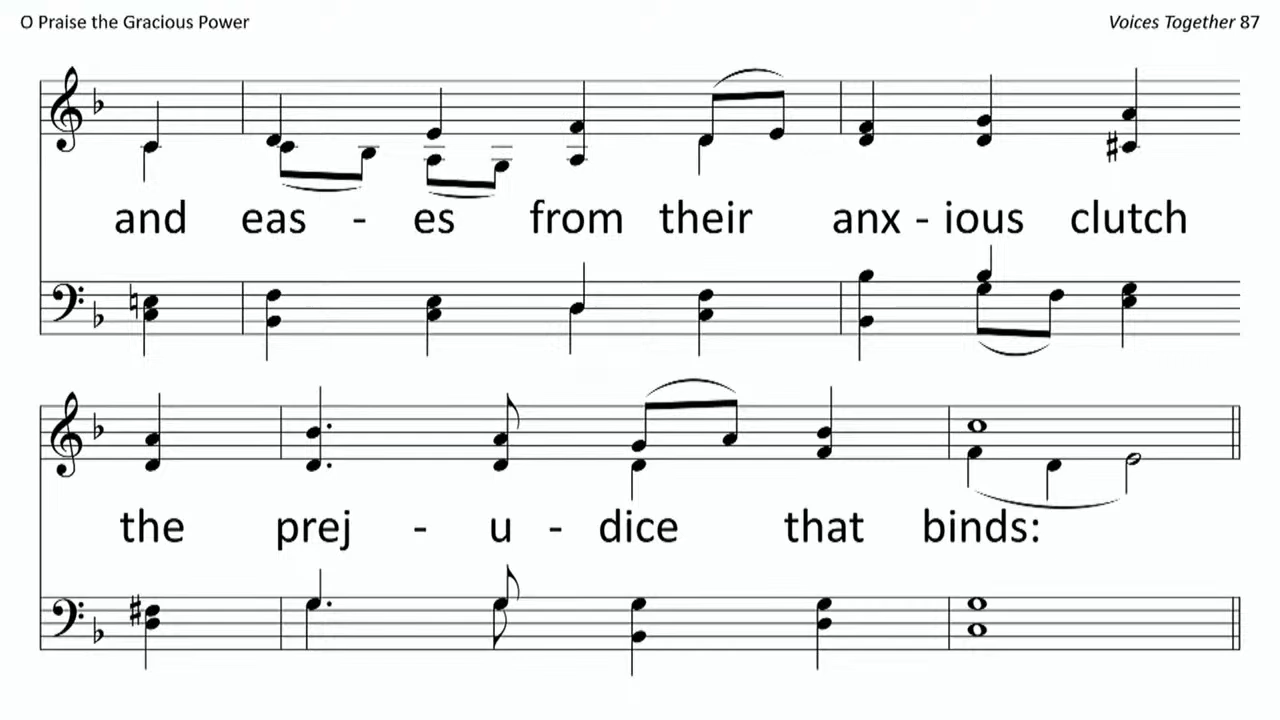 O Praise the Gracious Power
Voices Together 87
and eas - es from their anx - ious clutch
the prej - u - dice that binds: